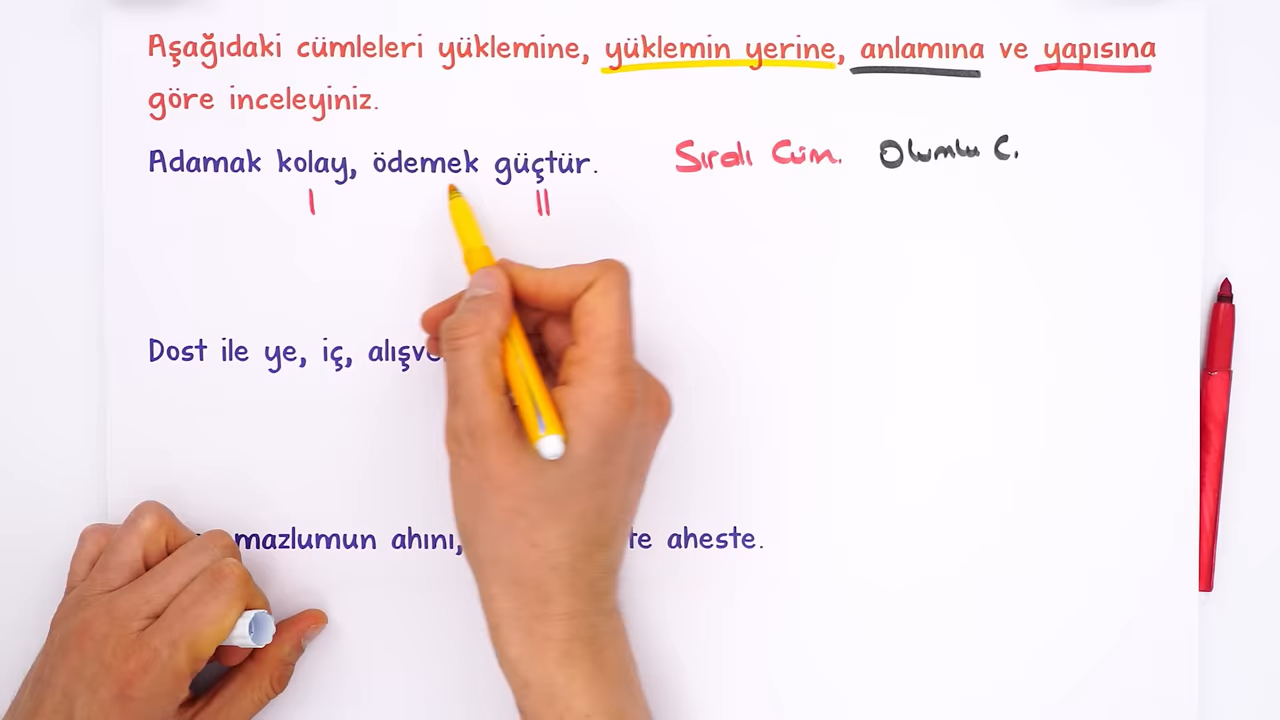 Aşağıdaki cümleleri yüklemine, yüklemin yerine, anlamına ve yapısına
göre inceleyiniz.
Adamak kolay, ödemek güçtür. Sıralı Cüm. Olumlu C.
I II
Dost ile ye, iç,
mazlumun ahını, aheste.